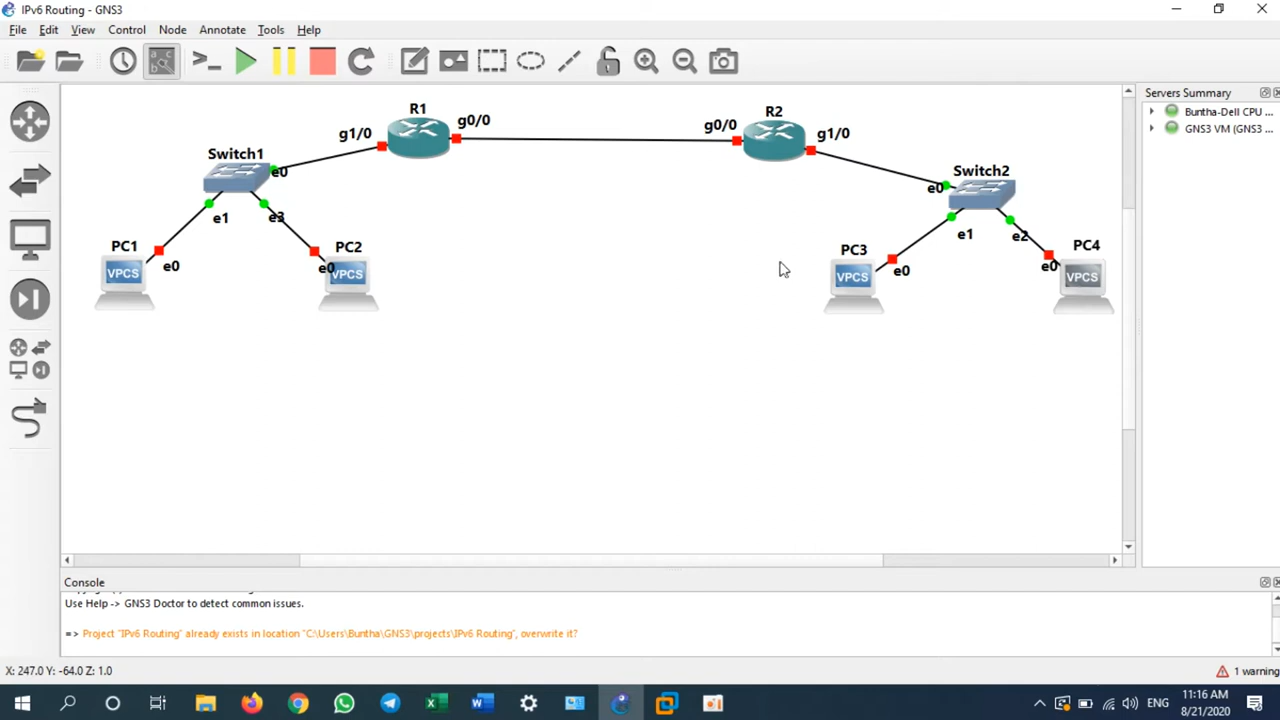 IPv6 Routing - GNS3
File Edit View Control Node Tools Annotate Help
R1
g0/0
g1/0
R2
g0/0
g1/0
Switch1
e0
e1
e3
Switch2
e0
e1
e2
PC1
VPCS
e0
PC2
VPCS
e0
PC3
VPCS
e0
PC4
VPCS
e0
Servers Summary
Buntha-Dell CPU ...
GNS3 VM (GNS3 ...
Console
Use Help -> GNS3 Doctor to detect common issues.
=> Project "IPv6 Routing" already exists in location "C:\Users\Buntha\GNS3\projects\IPv6 Routing", overwrite it?
X: 247.0 Y: -64.0 Z: 1.0
1 warning
ENG
11:16 AM
8/21/2020